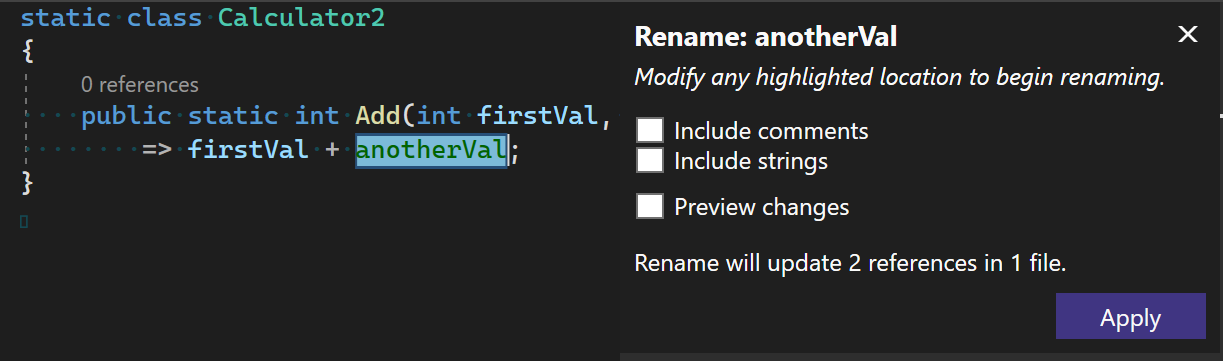 static class Calculator2
{
0 references
public static int Add(int firstVal,
=> firstVal + anotherVal;
}
Rename: anotherVal
Modify any highlighted location to begin renaming.
Include comments
Include strings
Preview changes
Rename will update 2 references in 1 file.
Apply